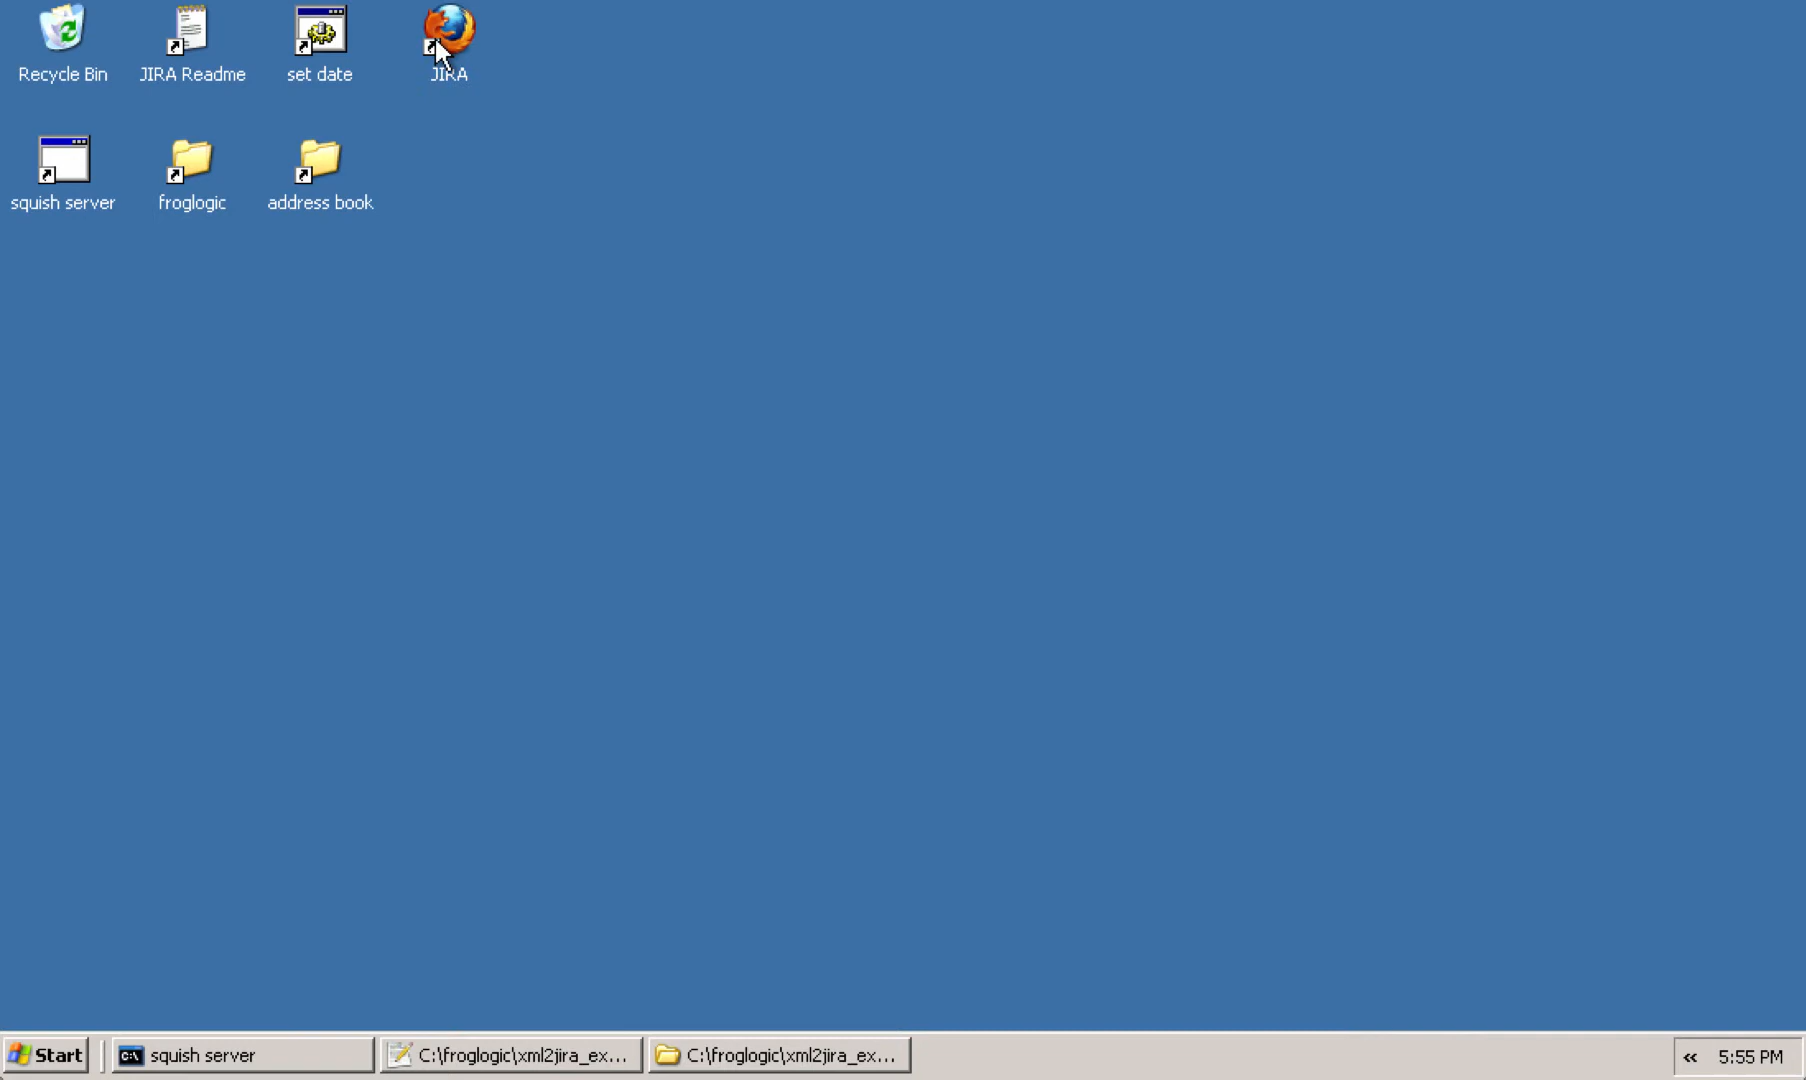 Recycle Bin
JIRA Readme
set date
JIRA
squish server
froglogic
address book
Start
C:\
squish server
C:\froglogic\xml2jira_ex...
C:\froglogic\xml2jira_ex...
«
5:55 PM